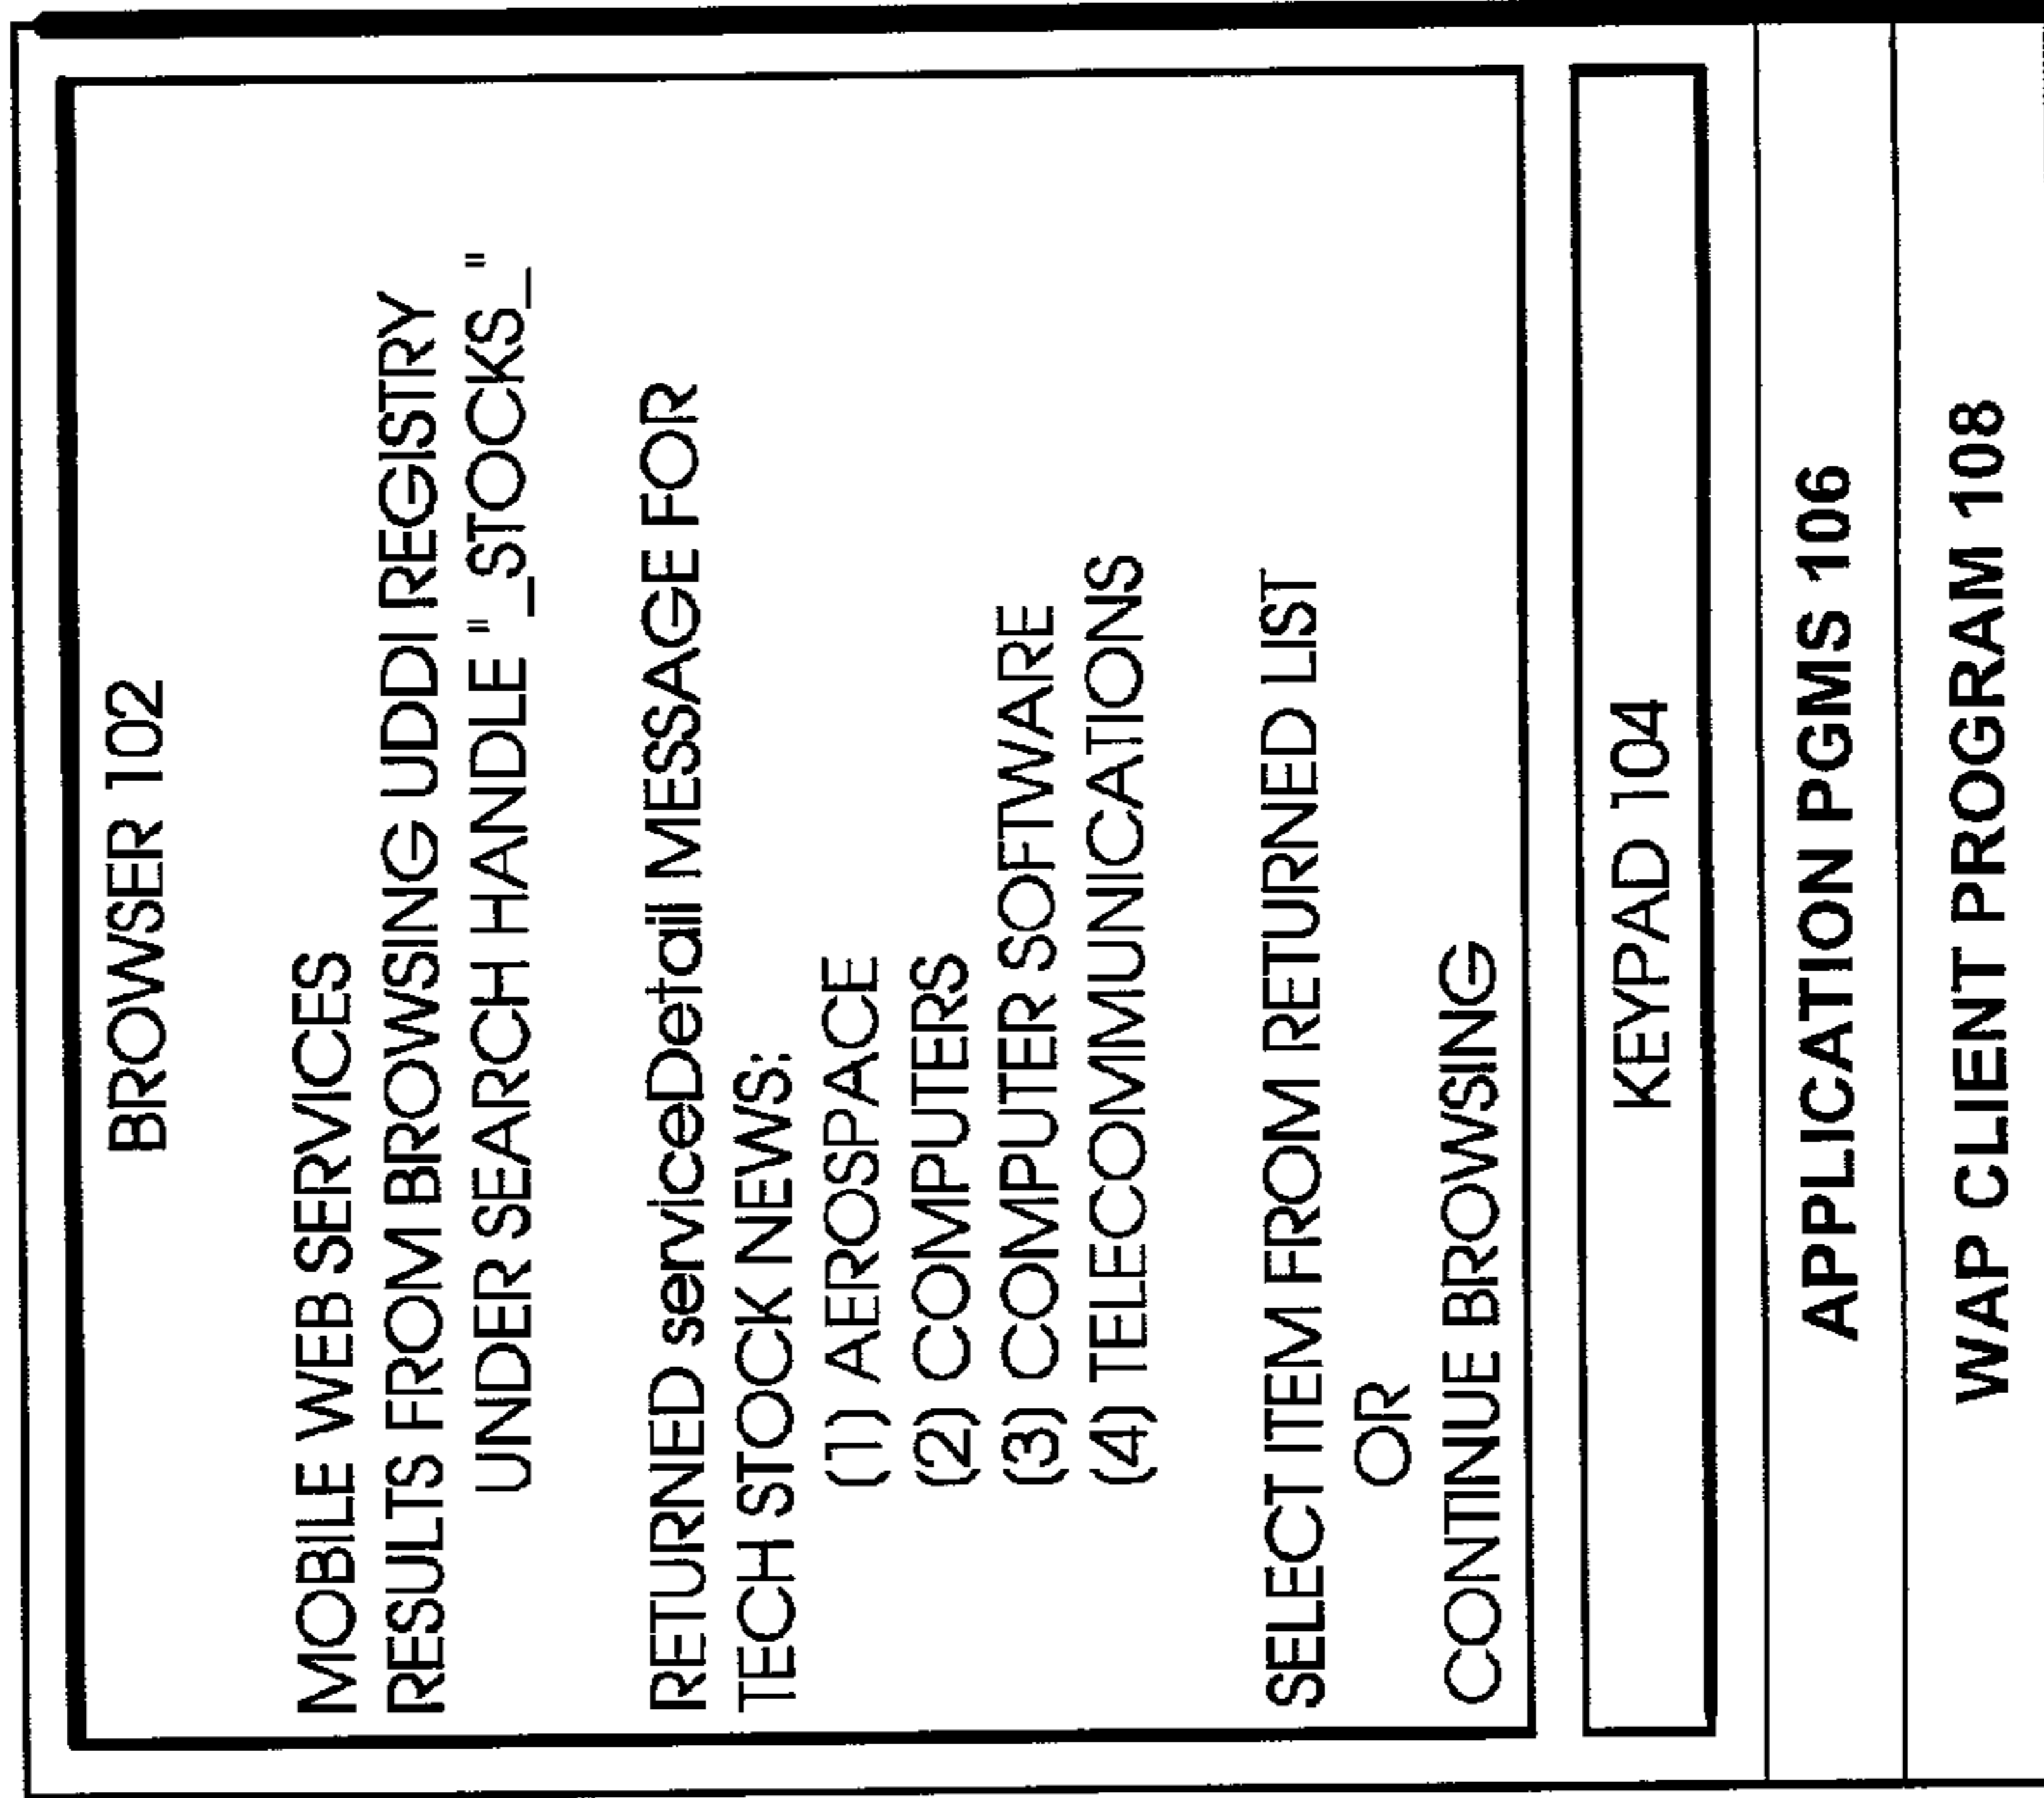 BROWSER 102
MOBILE WEB SERVICES
RESULTS FROM BROWSING UDDI REGISTRY
UNDER SEARCH HANDLE "_STOCKS_"
RETURNED serviceDetail MESSAGE FOR
TECH STOCK NEWS:
(1) AEROSPACE
(2) COMPUTERS
(3) COMPUTER SOFTWARE
(4) TELECOMMUNICATIONS
SELECT ITEM FROM RETURNED LIST
OR
CONTINUE BROWSING
KEYPAD 104
APPLICATION PGMS 106
WAP CLIENT PROGRAM 108